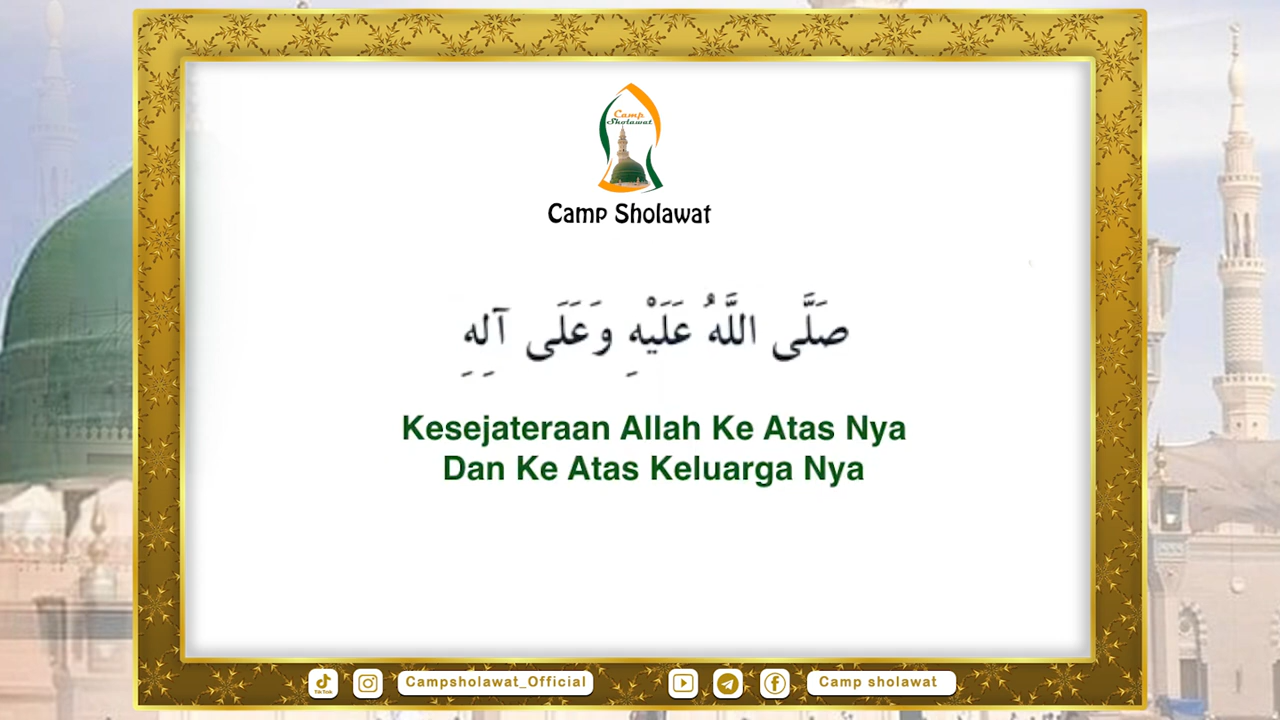 Camp
Sholawat
Camp Sholawat
صَلَّى اللَّهُ عَلَيْهِ وَعَلَى آلِهِ
Kesejateraan Allah Ke Atas Nya
Dan Ke Atas Keluarga Nya
TikTok
Campsholawat_Official
Camp sholawat